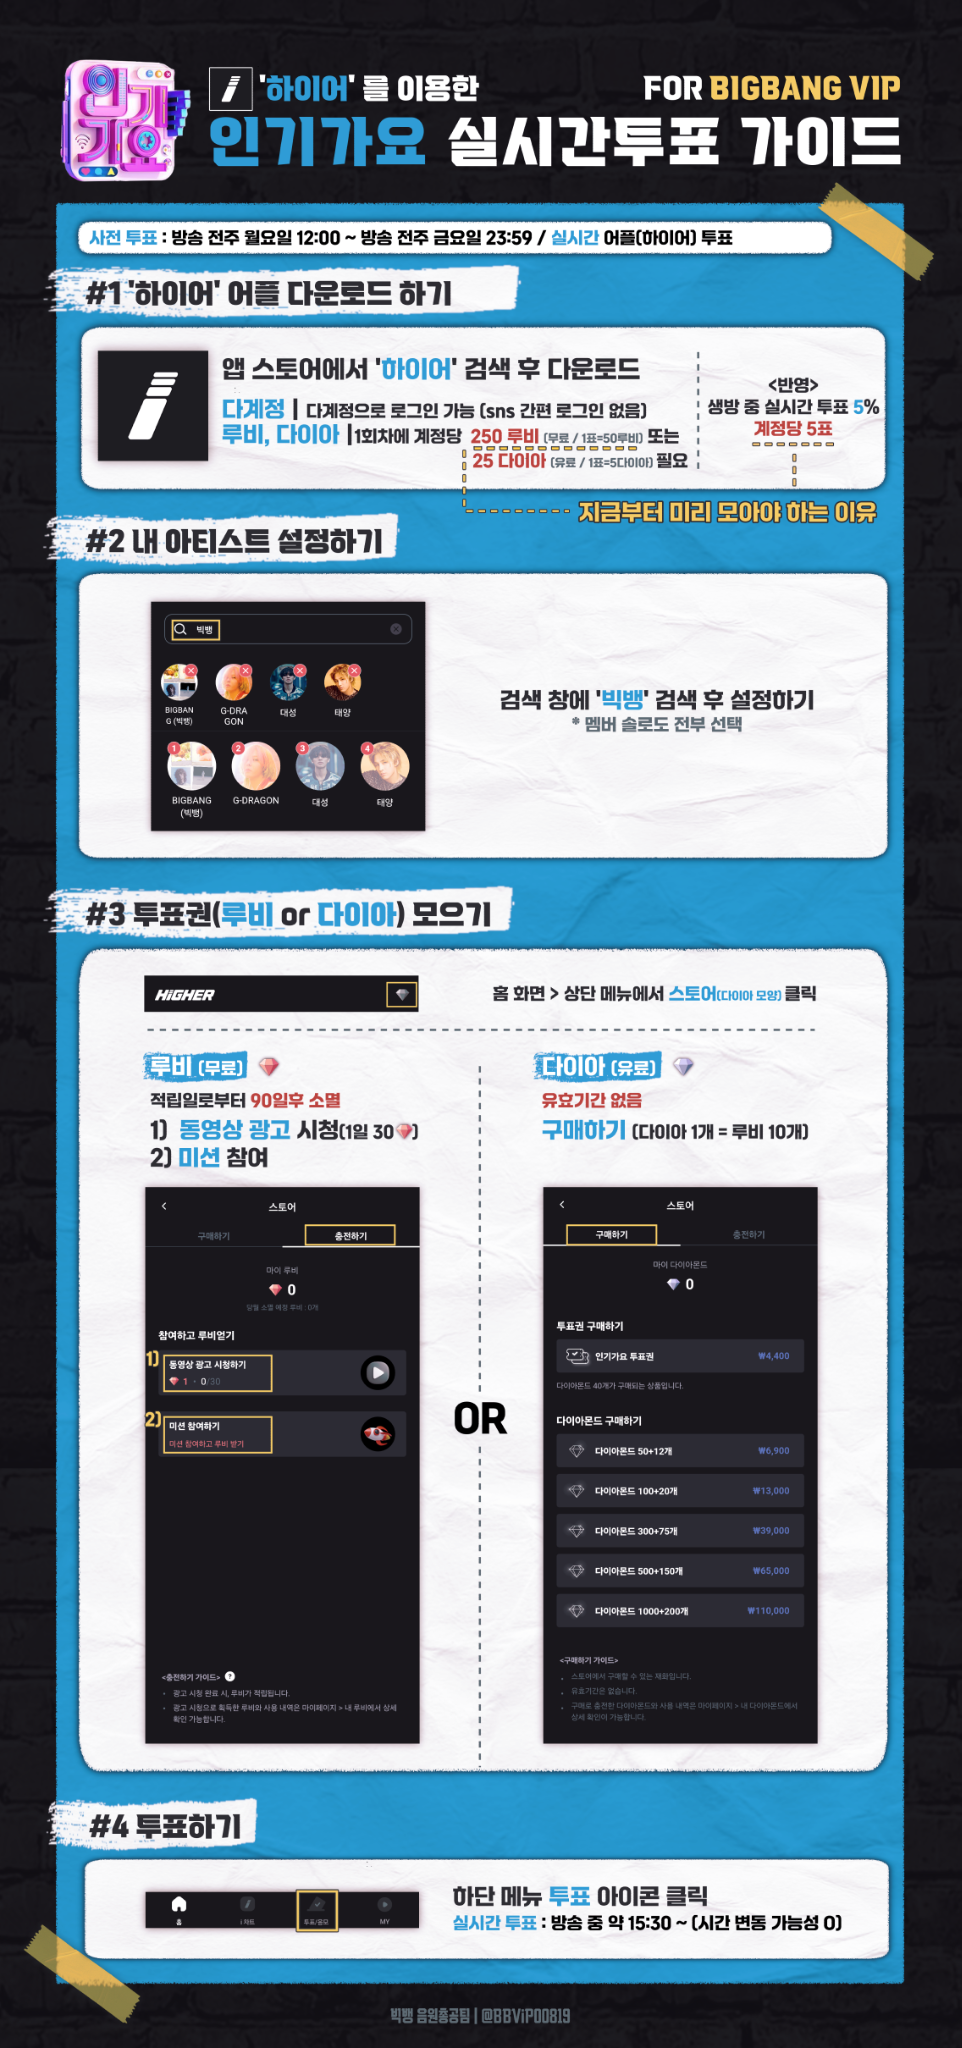 인기가요
'하이어'를 이용한
FOR BIGBANG VIP
인기가요 실시간투표 가이드
사전 투표 : 방송 전주 월요일 12:00 ~ 방송 전주 금요일 23:59 / 실시간 어플(하이어) 투표
#1 '하이어' 어플 다운로드 하기
앱 스토어에서 '하이어' 검색 후 다운로드
다계정 | 다계정으로 로그인 가능 (sns 간편 로그인 없음)
루비, 다이아 | 1회차에 계정당 250 루비 (무료 / 1표=50루비) 또는
25 다이아 (유료 / 1표=5다이아) 필요
<반영>
생방 중 실시간 투표 5%
계정당 5표
지금부터 미리 모아야 하는 이유
#2 내 아티스트 설정하기
빅뱅
BIGBAN
G (빅뱅)
G-DRA
GON
대성
태양
1
2
3
4
BIGBANG
(빅뱅)
G-DRAGON
대성
태양
검색 창에 '빅뱅' 검색 후 설정하기
* 멤버 솔로도 전부 선택
#3 투표권(루비 or 다이아) 모으기
HiGHER
홈 화면 > 상단 메뉴에서 스토어(다이아 모양) 클릭
루비 (무료)
적립일로부터 90일후 소멸
1) 동영상 광고 시청(1일 30)
2) 미션 참여
스토어
구매하기
충전하기
마이 루비
0
당월 소멸 예정 루비 : 0개
참여하고 루비얻기
1)
동영상 광고 시청하기
1 • 0/30
2)
미션 참여하기
미션 참여하고 루비 받기
<충전하기 가이드> ?
• 광고 시청 완료 시, 루비가 적립됩니다.
• 광고 시청으로 획득한 루비와 사용 내역은 마이페이지 > 내 루비에서 상세
확인 가능합니다.
OR
다이아 (유료)
유효기간 없음
구매하기 (다이아 1개 = 루비 10개)
스토어
구매하기
충전하기
마이 다이아몬드
0
투표권 구매하기
인기가요 투표권
₩4,400
다이아몬드 40개가 구매되는 상품입니다.
다이아몬드 구매하기
다이아몬드 50+12개
₩6,900
다이아몬드 100+20개
₩13,000
다이아몬드 300+75개
₩39,000
다이아몬드 500+150개
₩65,000
다이아몬드 1000+200개
₩110,000
<구매하기 가이드>
• 스토어에서 구매할 수 있는 재화입니다.
• 유효기간은 없습니다.
• 구매로 충전한 다이아몬드와 사용 내역은 마이페이지 > 내 다이아몬드에서
상세 확인이 가능합니다.
#4 투표하기
홈
i 차트
투표/응모
MY
하단 메뉴 투표 아이콘 클릭
실시간 투표 : 방송 중 약 15:30 ~ (시간 변동 가능성 O)
빅뱅 음원총공팀 | @BBViP00819